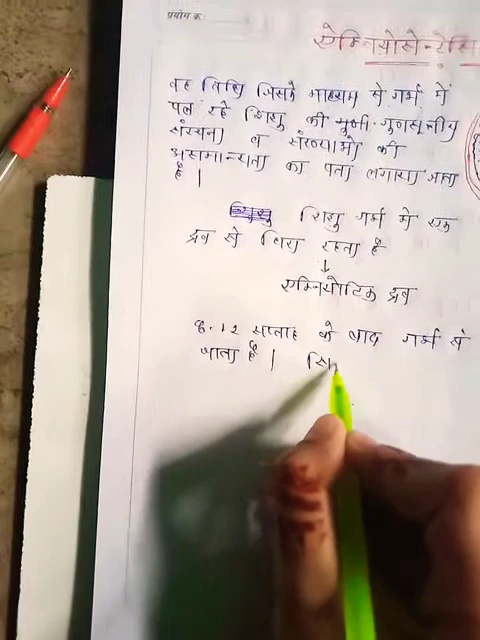 प्रयोग क्र.
एम्नियोसेन्टेसि
वह विधि जिसके माध्यम से गर्भ में
पल रहे शिशु की गुणसूत्रीय
संरचना व संख्याओं की
असामान्यता का पता लगाया जाता
है।
शिशु गर्भ में एक
द्रव से घिरा रहता है
↓
एम्नियोटिक द्रव
8-12 सप्ताह के बाद गर्भ से
जाता है। सि